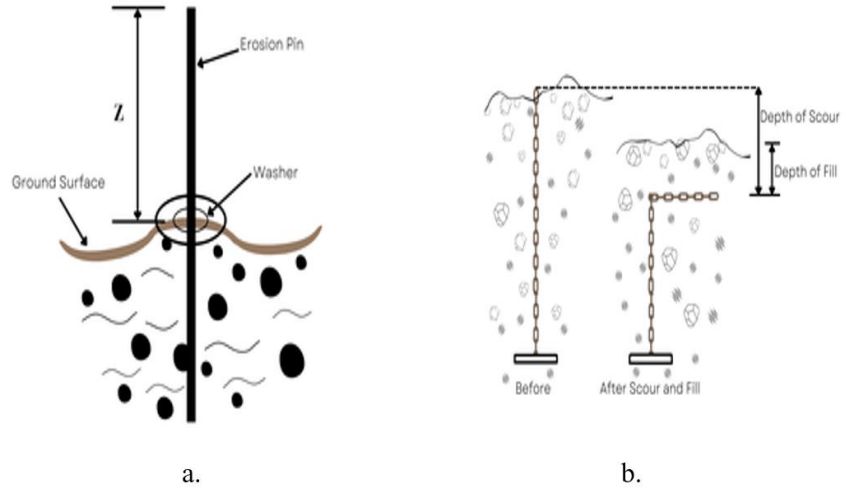 Erosion Pin
Z
Washer
Ground Surface
Depth of Scour
Depth of Fill
Before
After Scour and Fill
a.
b.